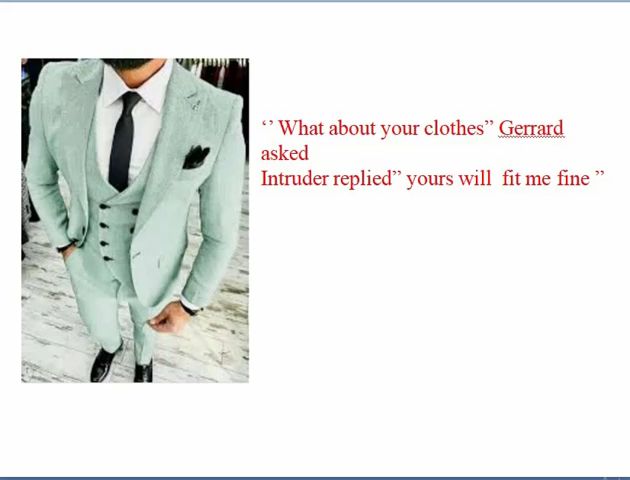 ‘’ What about your clothes” Gerrard
asked
Intruder replied” yours will fit me fine ”